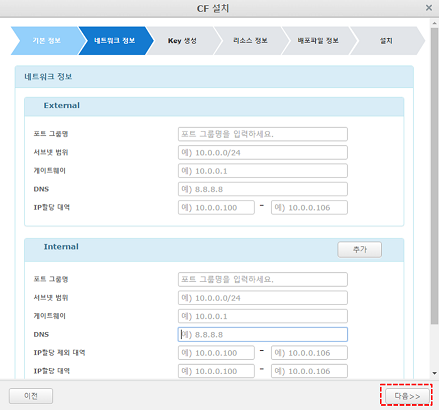 CF 설치
기본 정보
네트워크 정보
Key 생성
리소스 정보
배포파일 정보
설치
네트워크 정보
External
포트 그룹명
포트 그룹명을 입력하세요.
서브넷 범위
예) 10.0.0.0/24
게이트웨이
예) 10.0.0.1
DNS
예) 8.8.8.8
IP할당 대역
예) 10.0.0.100 - 예) 10.0.0.106
Internal
추가
포트 그룹명
포트 그룹명을 입력하세요.
서브넷 범위
예) 10.0.0.0/24
게이트웨이
예) 10.0.0.1
DNS
예) 8.8.8.8
IP할당 제외 대역
예) 10.0.0.100 - 예) 10.0.0.106
IP할당 대역
예) 10.0.0.100 - 예) 10.0.0.106
이전
다음>>